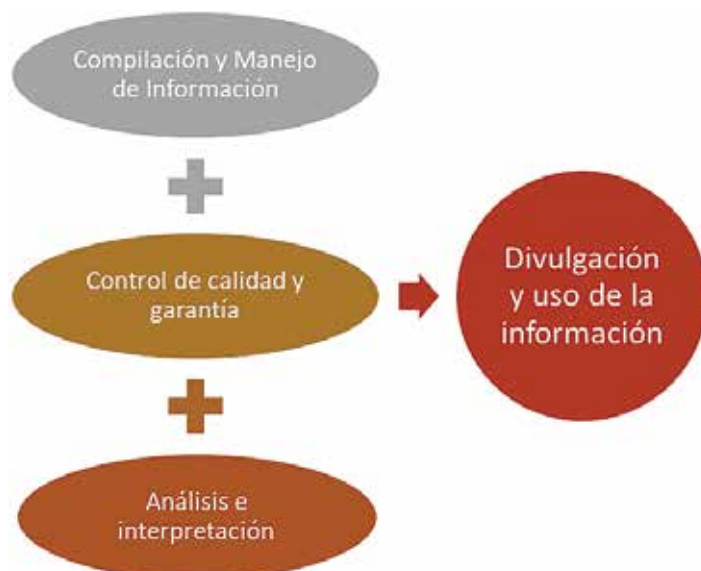 Compilación y Manejo
de Información
Control de calidad y
garantía
Análisis e
interpretación
Divulgación
y uso de la
información